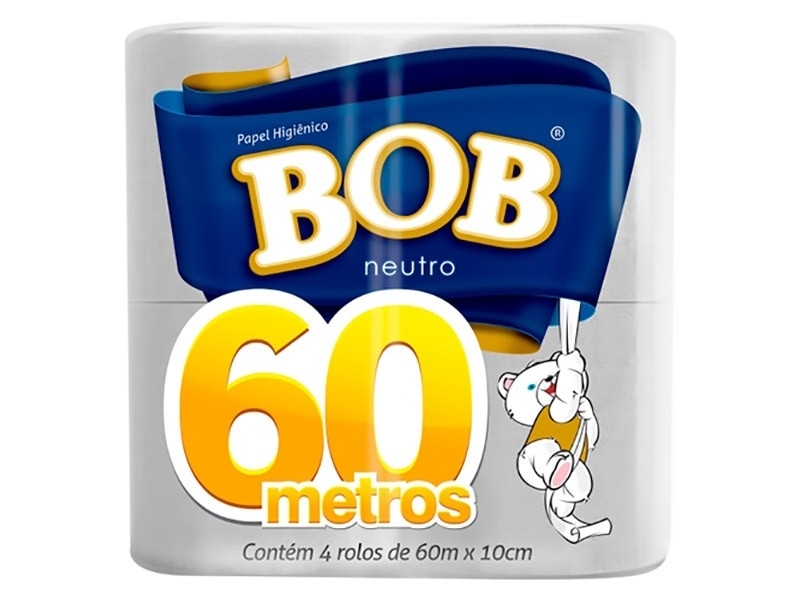 Papel Higiênico
BOB®
neutro
60
metros
Contém 4 rolos de 60m x 10cm